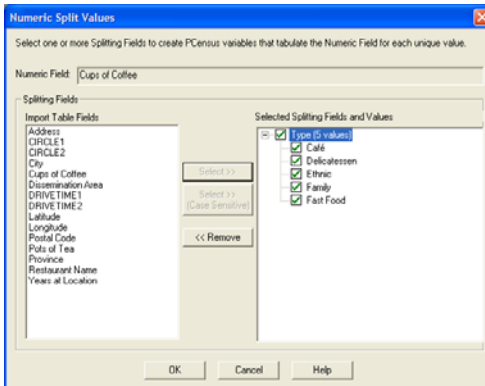 Numeric Split Values
Select one or more Splitting Fields to create PCensus variables that tabulate the Numeric Field for each unique value.
Numeric Field: Cups of Coffee
Splitting Fields
Import Table Fields
Address
CIRCLE1
CIRCLE2
City
Cups of Coffee
Dissemination Area
DRIVETIME1
DRIVETIME2
Latitude
Longitude
Postal Code
Pots of Tea
Province
Restaurant Name
Years at Location
Select >>
Select >>
(Case Sensitive)
<< Remove
Selected Splitting Fields and Values
Type (5 values)
Café
Delicatessen
Ethnic
Family
Fast Food
OK
Cancel
Help